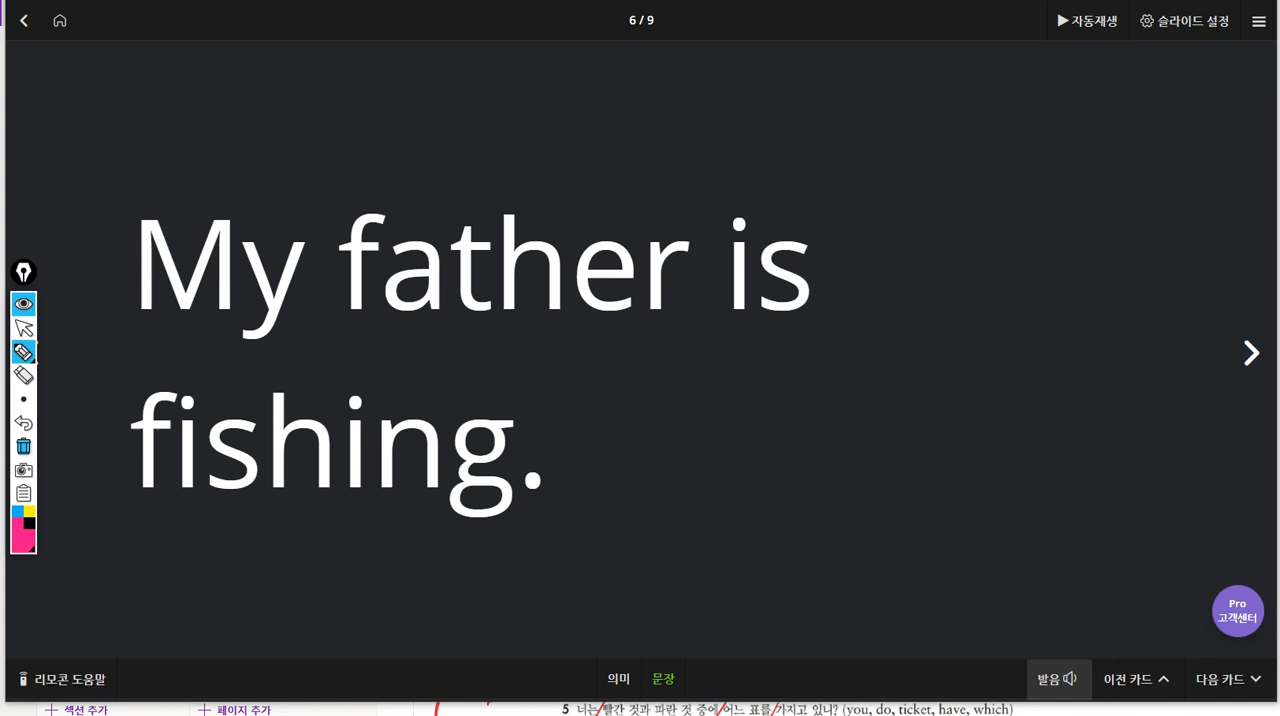 6 / 9
자동재생
슬라이드 설정
My father is
fishing.
Pro
고객센터
리모콘 도움말
의미
문장
발음
이전 카드
다음 카드
섹션 추가
페이지 추가
5 너는 빨간 것과 파란 것 중에 어느 표를 가지고 있니? (you, do, ticket, have, which)